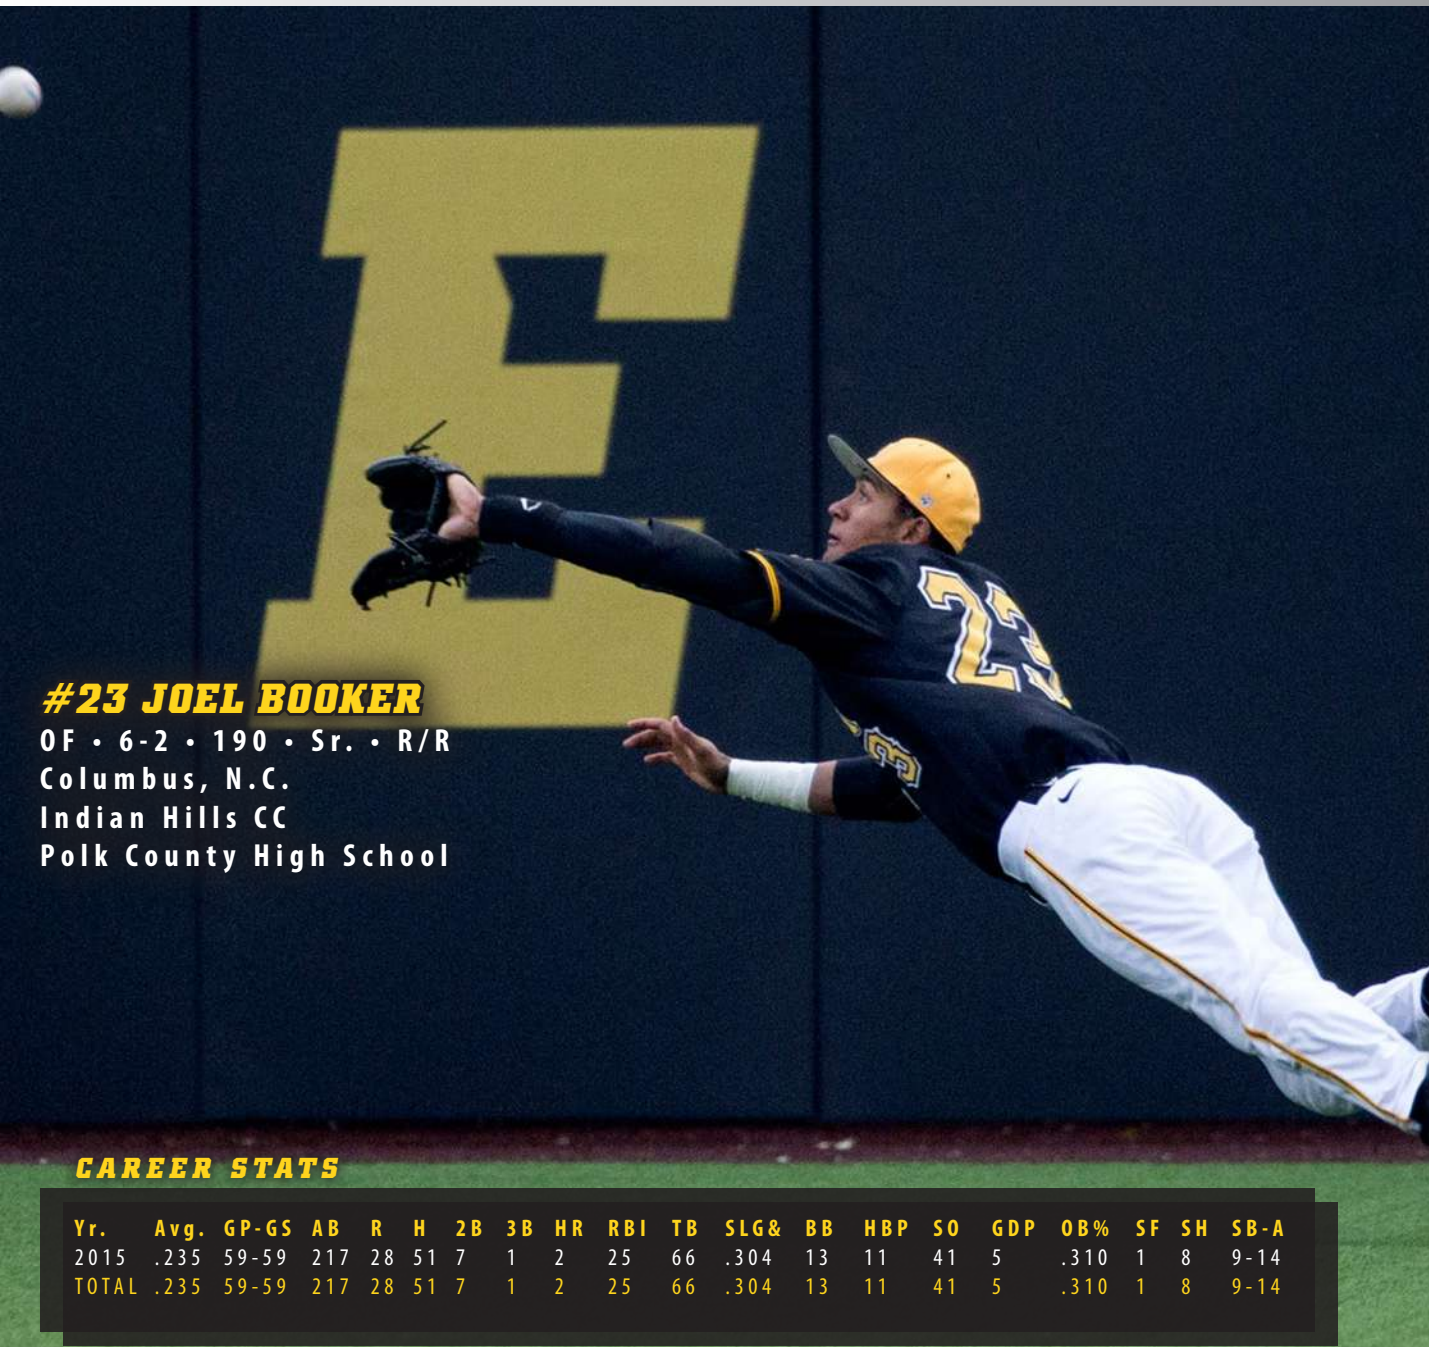 E
23
3
#23 JOEL BOOKER
OF • 6-2 • 190 • Sr. • R/R
Columbus, N.C.
Indian Hills CC
Polk County High School
CAREER STATS
Yr. Avg. GP-GS AB R H 2B 3B HR RBI TB SLG& BB HBP SO GDP OB% SF SH SB-A
2015 .235 59-59 217 28 51 7 1 2 25 66 .304 13 11 41 5 .310 1 8 9-14
TOTAL .235 59-59 217 28 51 7 1 2 25 66 .304 13 11 41 5 .310 1 8 9-14